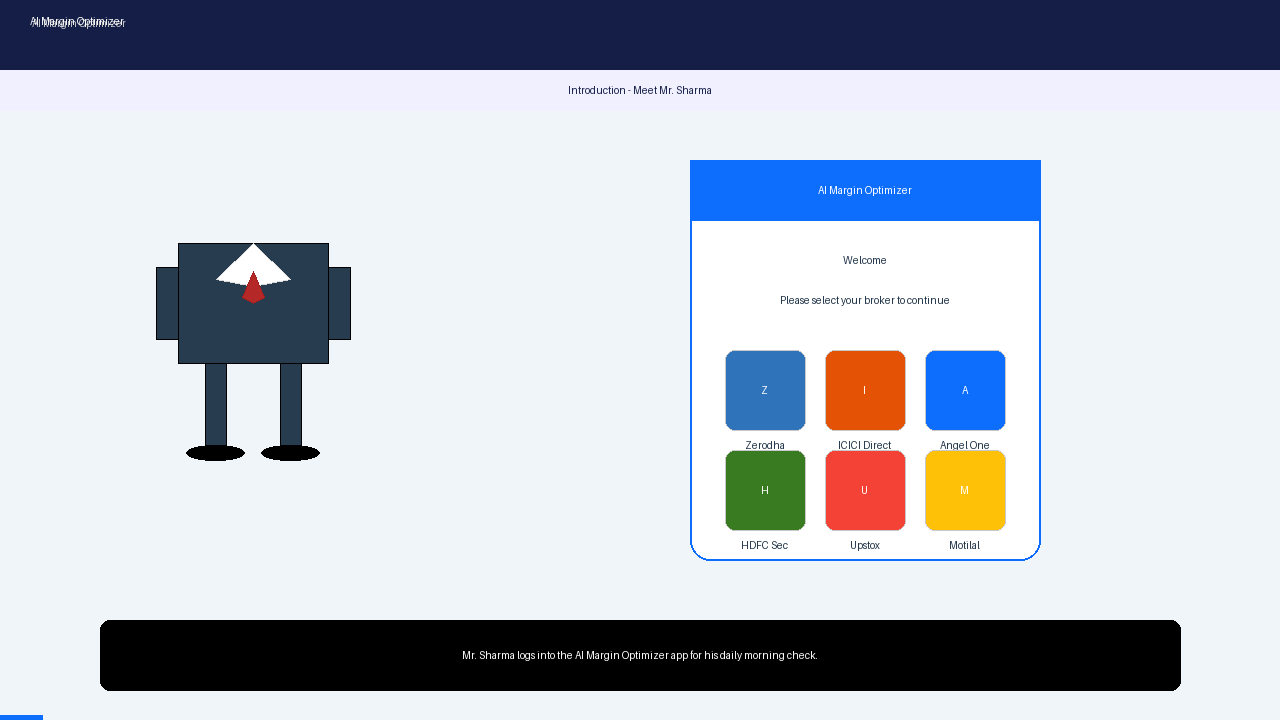 AI Margin Optimizer
Introduction - Meet Mr. Sharma
AI Margin Optimizer
Welcome
Please select your broker to continue
Z I A
Zerodha ICICI Direct Angel One
H U M
HDFC Sec Upstox Motilal
Mr. Sharma logs into the AI Margin Optimizer app for his daily morning check.